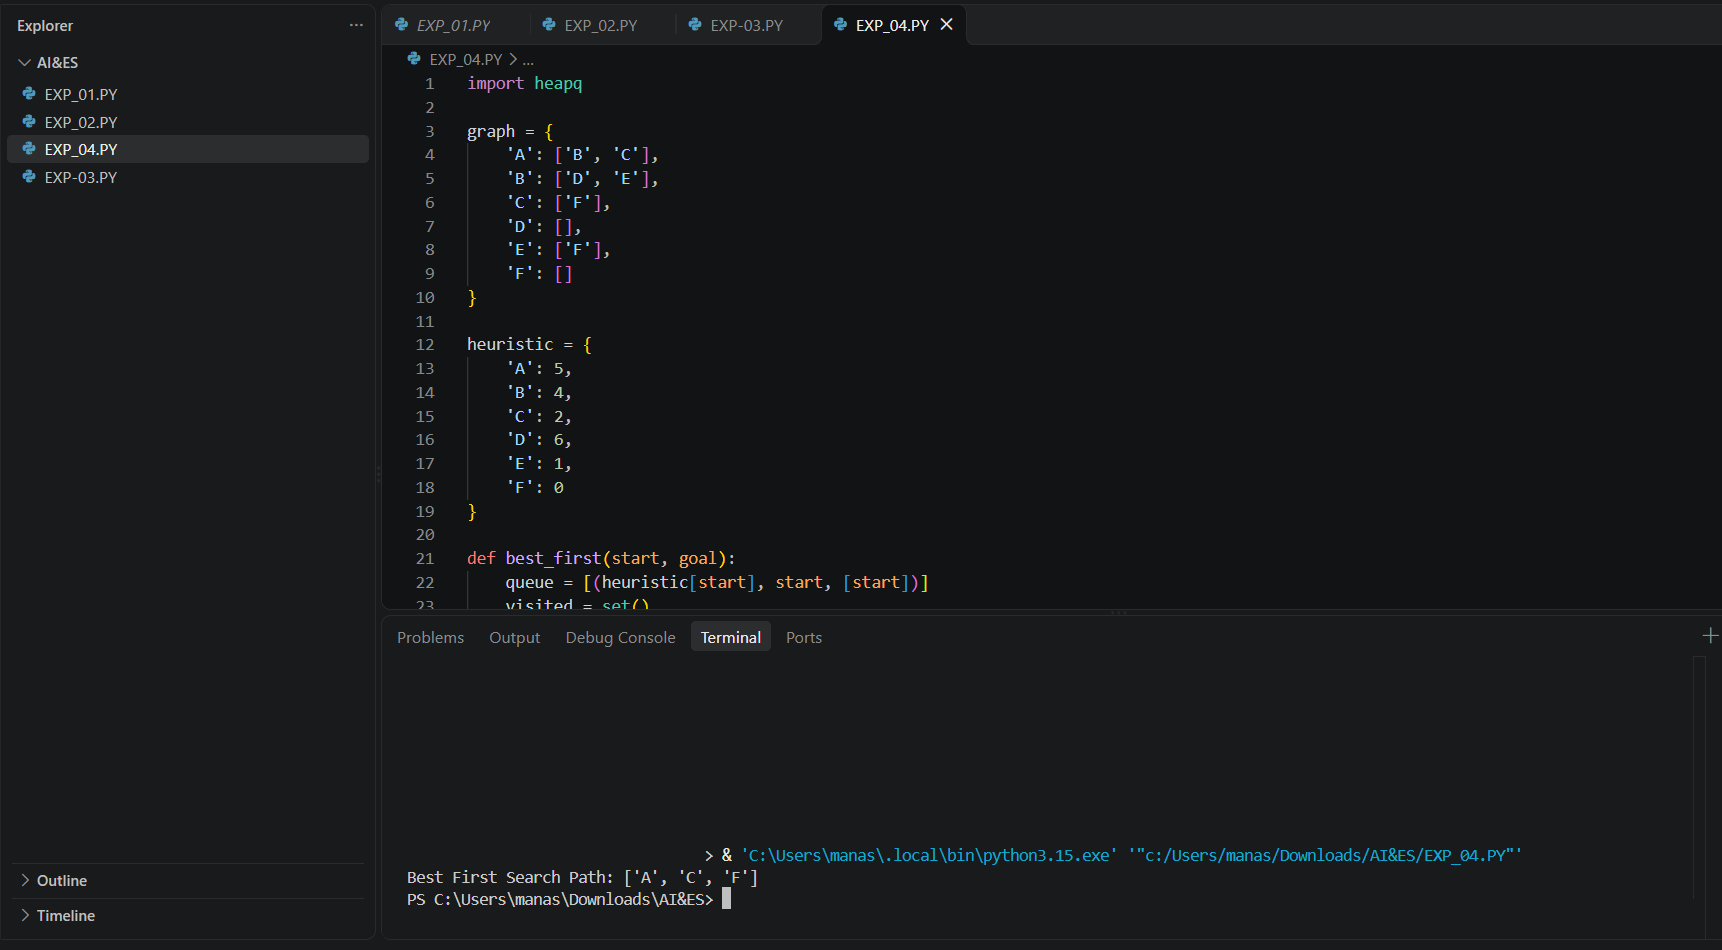 Explorer
AI&ES
EXP_01.PY
EXP_02.PY
EXP_04.PY
EXP-03.PY
Outline
Timeline
EXP_01.PY EXP_02.PY EXP-03.PY EXP_04.PY
EXP_04.PY > ...
1 import heapq
2
3 graph = {
4     'A': ['B', 'C'],
5     'B': ['D', 'E'],
6     'C': ['F'],
7     'D': [],
8     'E': ['F'],
9     'F': []
10 }
11
12 heuristic = {
13     'A': 5,
14     'B': 4,
15     'C': 2,
16     'D': 6,
17     'E': 1,
18     'F': 0
19 }
20
21 def best_first(start, goal):
22     queue = [(heuristic[start], start, [start])]
23     visited = set()
Problems Output Debug Console Terminal Ports
> & 'C:\Users\manas\.local\bin\python3.15.exe' '"c:/Users/manas/Downloads/AI&ES/EXP_04.PY"'
Best First Search Path: ['A', 'C', 'F']
PS C:\Users\manas\Downloads\AI&ES>